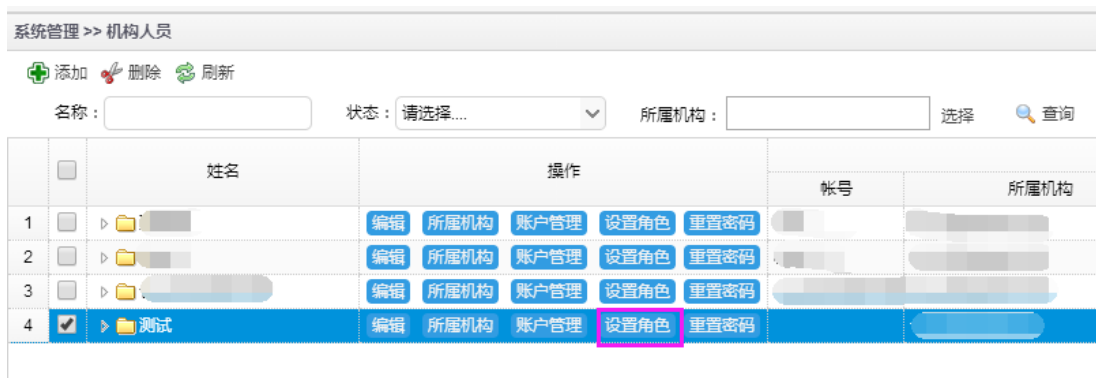 系统管理 >> 机构人员
添加 删除 刷新
名称： 状态： 请选择.... 所属机构： 选择 查询
姓名 操作
帐号 所属机构
1 编辑 所属机构 账户管理 设置角色 重置密码
2 编辑 所属机构 账户管理 设置角色 重置密码
3 编辑 所属机构 账户管理 设置角色 重置密码
4 测试 编辑 所属机构 账户管理 设置角色 重置密码